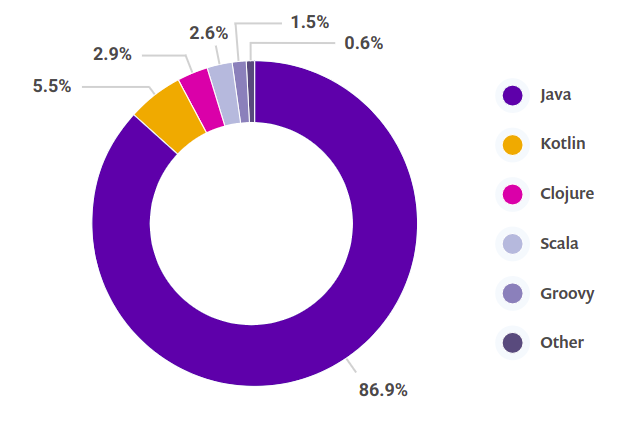 1.5%
2.6%
0.6%
2.9%
5.5%
86.9%
Java
Kotlin
Clojure
Scala
Groovy
Other